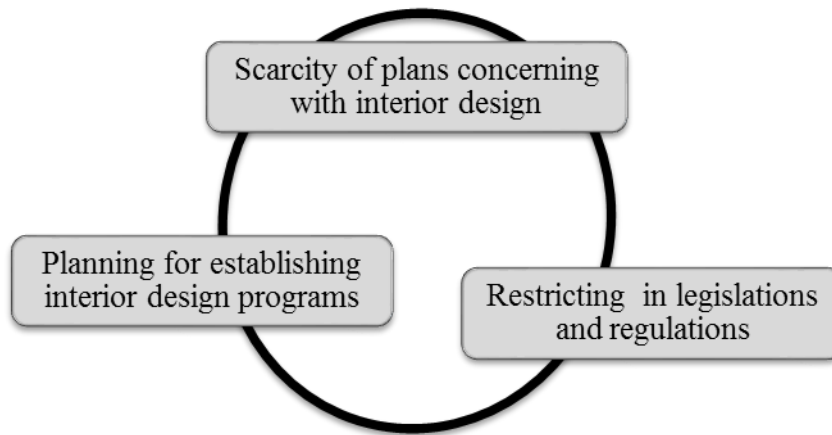 Scarcity of plans concerning
with interior design
Planning for establishing
interior design programs
Restricting in legislations
and regulations